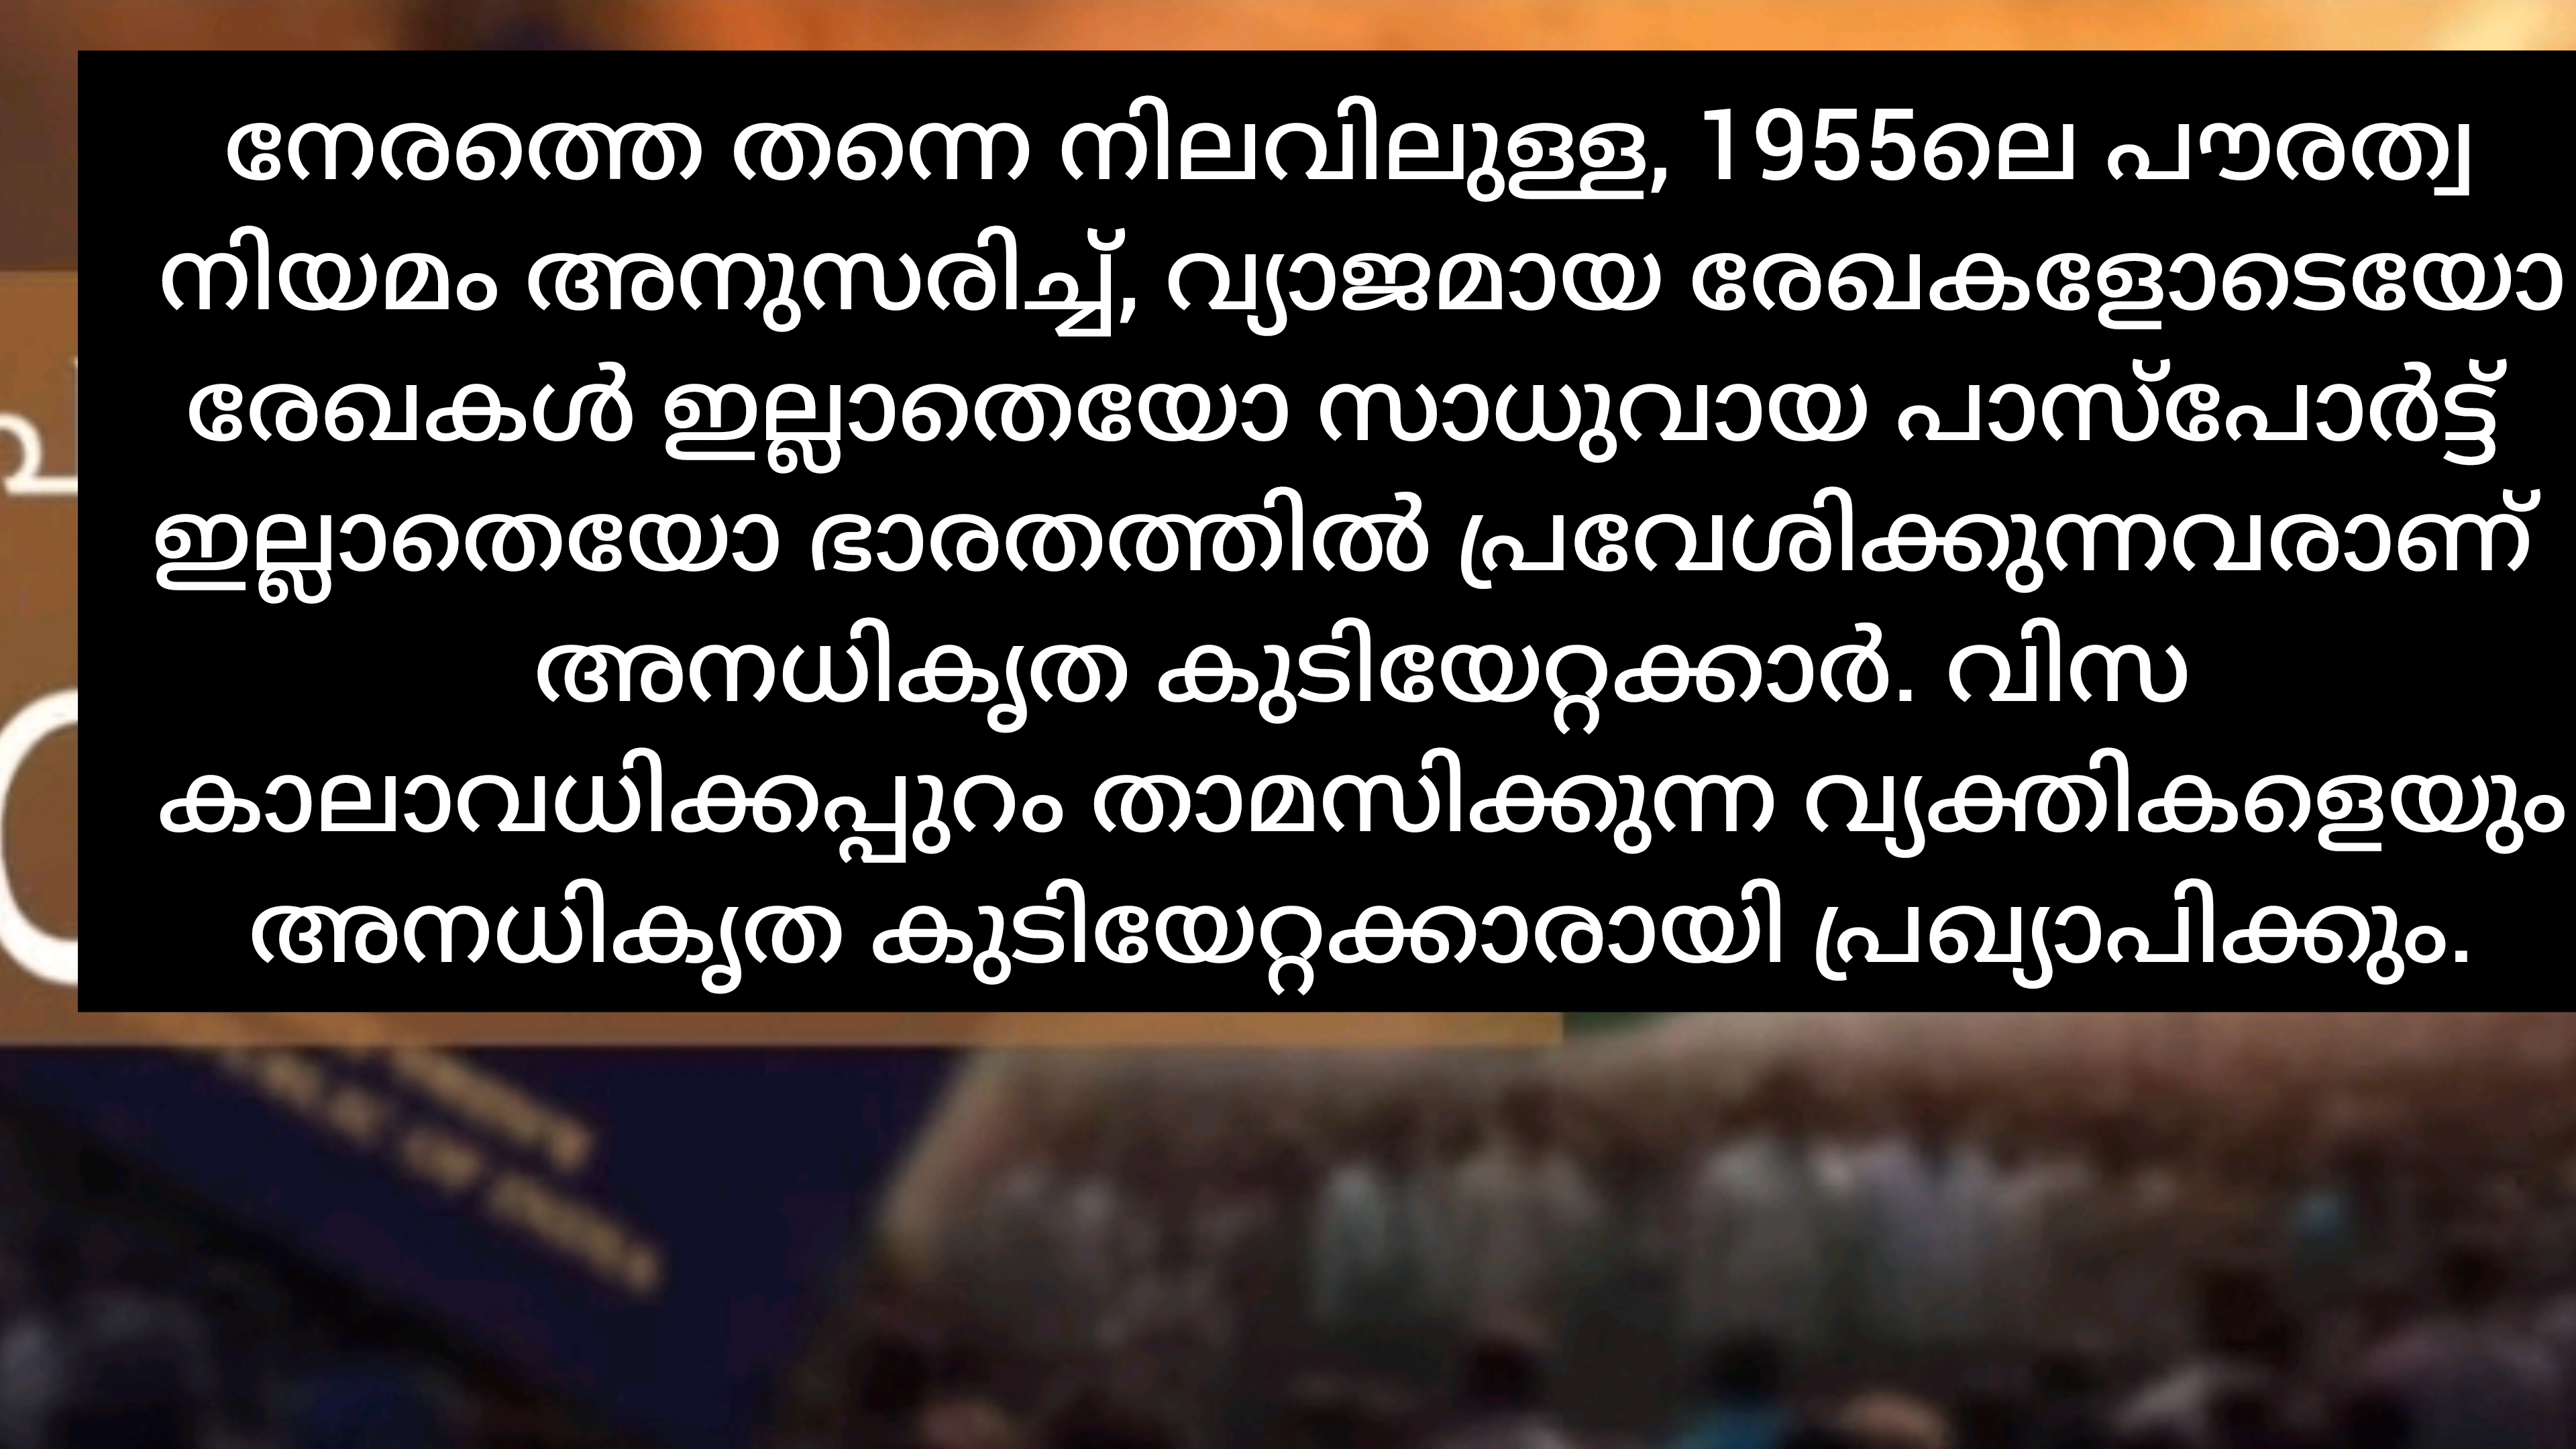 നേരത്തെ തന്നെ നിലവിലുള്ള, 1955ലെ പൗരത്വ
നിയമം അനുസരിച്ച്, വ്യാജമായ രേഖകളോടെയോ
രേഖകൾ ഇല്ലാതെയോ സാധുവായ പാസ്പോർട്ട്
ഇല്ലാതെയോ ഭാരതത്തിൽ പ്രവേശിക്കുന്നവരാണ്
അനധികൃത കുടിയേറ്റക്കാർ. വിസ
കാലാവധിക്കപ്പുറം താമസിക്കുന്ന വ്യക്തികളെയും
അനധികൃത കുടിയേറ്റക്കാരായി പ്രഖ്യാപിക്കും.